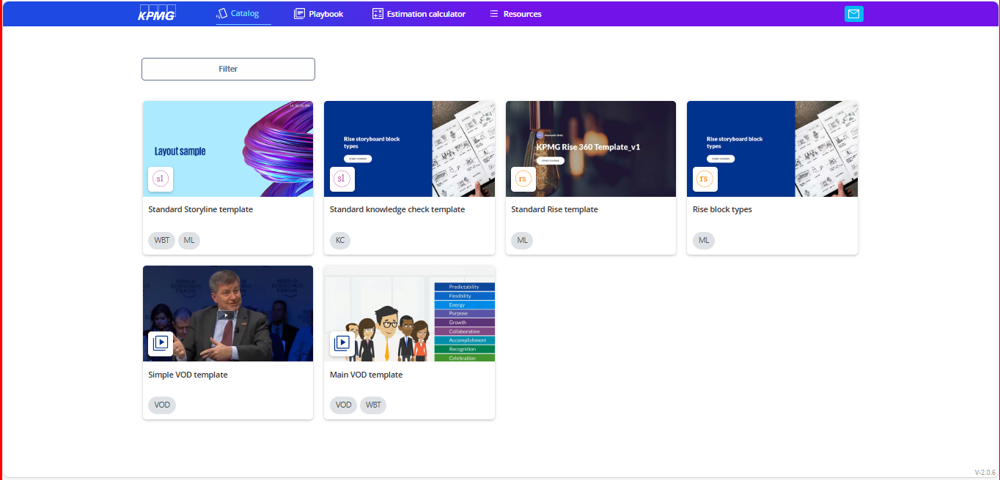 KPMG
Catalog
Playbook
Estimation calculator
Resources
Filter
Layout sample
sl
Standard Storyline template
WBT
ML
Rise storyboard block
types
START COURSE
sl
Standard knowledge check template
KC
KPMG Rise 360 Template_v1
START COURSE
rs
Standard Rise template
ML
Rise storyboard block
types
START COURSE
rs
Rise block types
ML
WORLD
ECONOMIC
FORUM
Simple VOD template
VOD
Predictability
Flexibility
Energy
Purpose
Growth
Collaboration
Accomplishment
Recognition
Celebration
Main VOD template
VOD
WBT
V-2.0.6